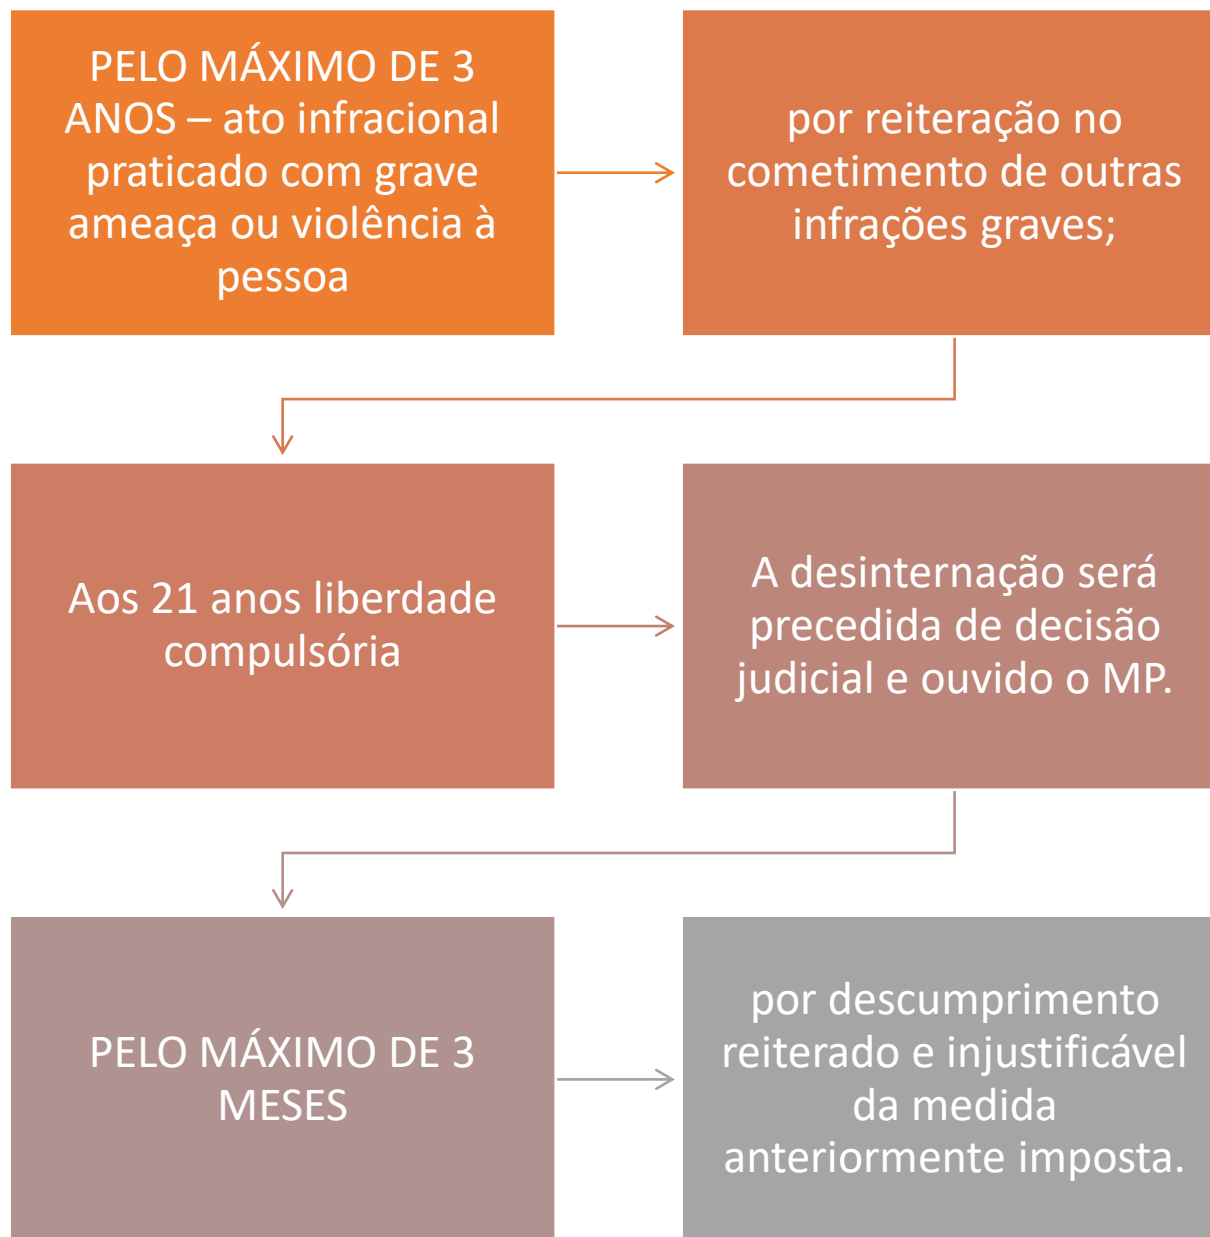 PELO MÁXIMO DE 3
ANOS – ato infracional
praticado com grave
ameaça ou violência à
pessoa
por reiteração no
cometimento de outras
infrações graves;
Aos 21 anos liberdade
compulsória
A desinternação será
precedida de decisão
judicial e ouvido o MP.
PELO MÁXIMO DE 3
MESES
por descumprimento
reiterado e injustificável
da medida
anteriormente imposta.